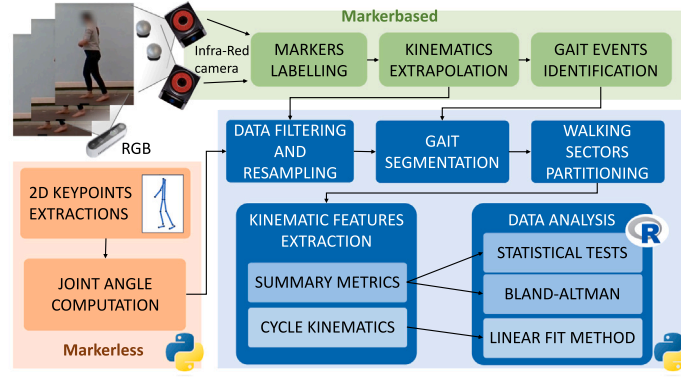 Markerbased
Infra-Red
camera
MARKERS
LABELLING
KINEMATICS
EXTRAPOLATION
GAIT EVENTS
IDENTIFICATION
RGB
DATA FILTERING
AND
RESAMPLING
GAIT
SEGMENTATION
WALKING
SECTORS
PARTITIONING
2D KEYPOINTS
EXTRACTIONS
JOINT ANGLE
COMPUTATION
Markerless
KINEMATIC FEATURES
EXTRACTION
SUMMARY METRICS
CYCLE KINEMATICS
DATA ANALYSIS
R
STATISTICAL TESTS
BLAND-ALTMAN
LINEAR FIT METHOD